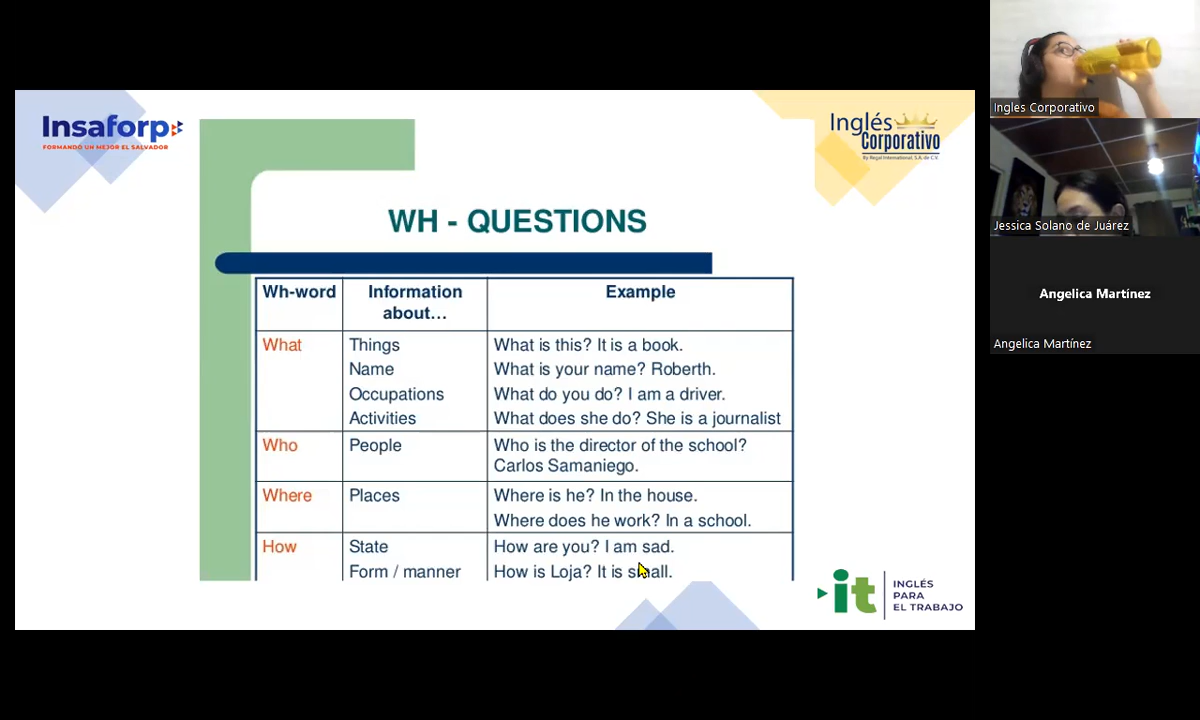 Insaforp
FORMANDO UN MEJOR EL SALVADOR
Inglés
Corporativo
By Regal International, S.A. de C.V.
WH - QUESTIONS
Wh-word Information about… Example
What Things What is this? It is a book.
Name What is your name? Roberth.
Occupations What do you do? I am a driver.
Activities What does she do? She is a journalist
Who People Who is the director of the school?
Carlos Samaniego.
Where Places Where is he? In the house.
Where does he work? In a school.
How State How are you? I am sad.
Form / manner How is Loja? It is small.
it
INGLÉS
PARA
EL TRABAJO
Ingles Corporativo
Jessica Solano de Juárez
Angelica Martínez
Angelica Martínez